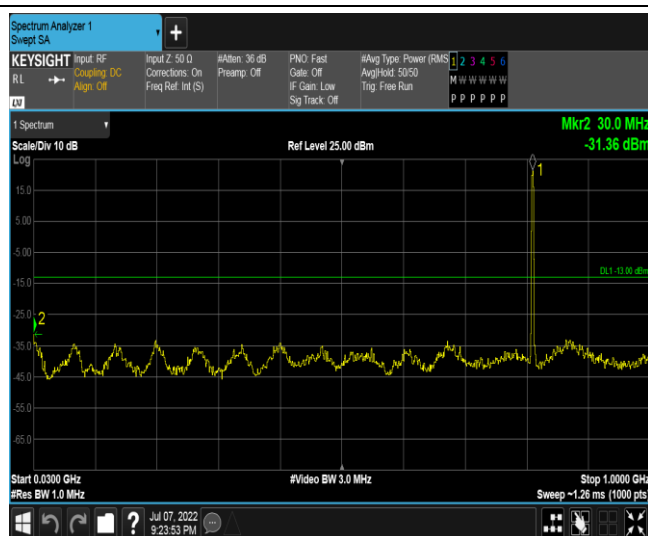 Spectrum Analyzer 1
Swept SA
+
KEYSIGHT
RL
LXI
Input: RF
Coupling: DC
Align: Off
Input Z: 50 Ω
Corrections: On
Freq Ref: Int (S)
#Atten: 36 dB
Preamp: Off
PNO: Fast
Gate: Off
IF Gain: Low
Sig Track: Off
#Avg Type: Power (RMS
Avg|Hold: 50/50
Trig: Free Run
1 2 3 4 5 6
M W W W W W
P P P P P P
1 Spectrum
Mkr2 30.0 MHz
Scale/Div 10 dB
Ref Level 25.00 dBm
-31.36 dBm
Log
1
15.0
5.00
-5.00
DL1 -13.00 dBm
-15.0
-25.0
2
-35.0
-45.0
-55.0
-65.0
Start 0.0300 GHz
#Video BW 3.0 MHz
Stop 1.0000 GHz
#Res BW 1.0 MHz
Sweep ~1.26 ms (1000 pts)
?
Jul 07, 2022
9:23:53 PM